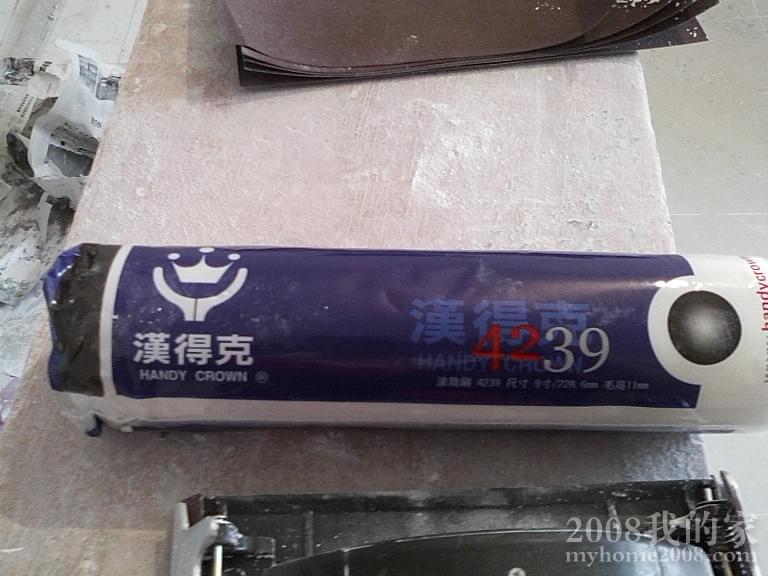 漢得克
HANDY CROWN ®
漢得克
HANDY CROWN
4239
滚筒刷 4239 尺寸 9寸/228.6mm 毛高11mm
handycrow
2008我的家
myhome2008.com